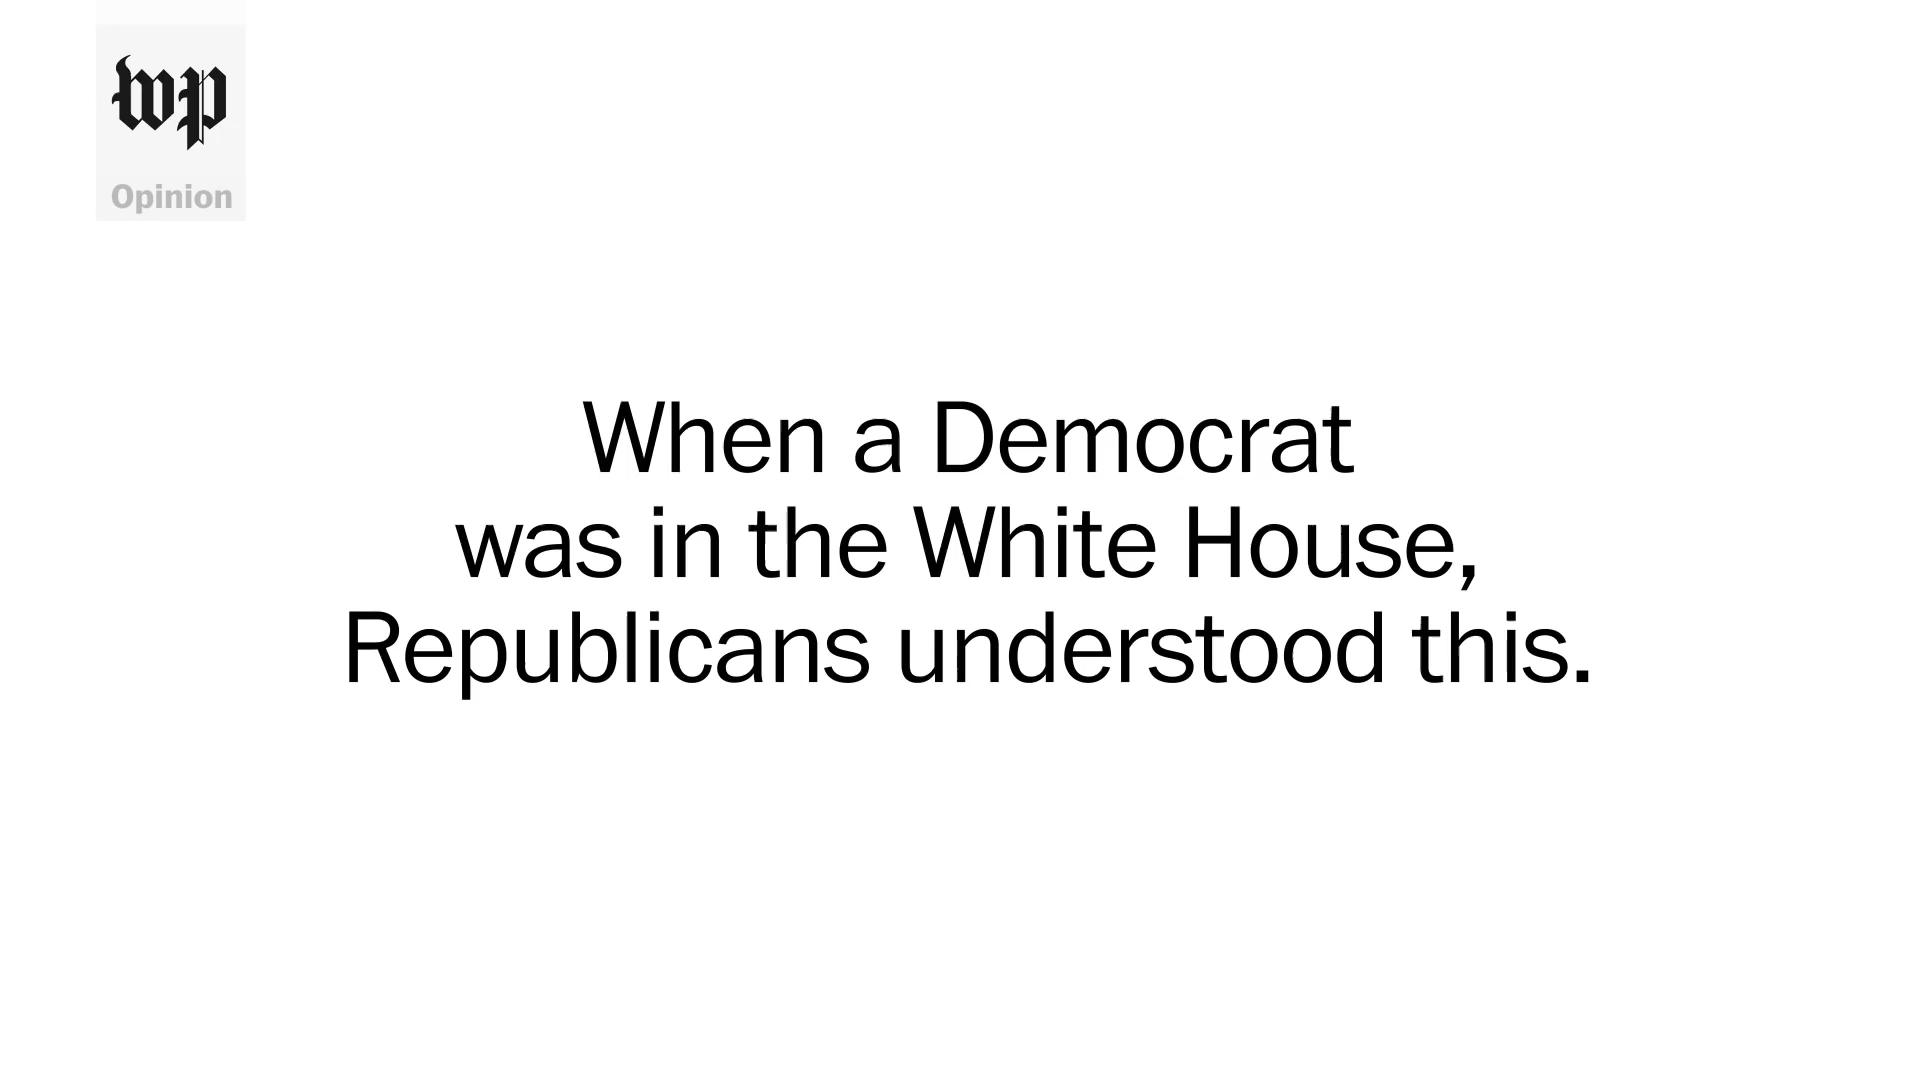 wp
Opinion
When a Democrat
was in the White House,
Republicans understood this.